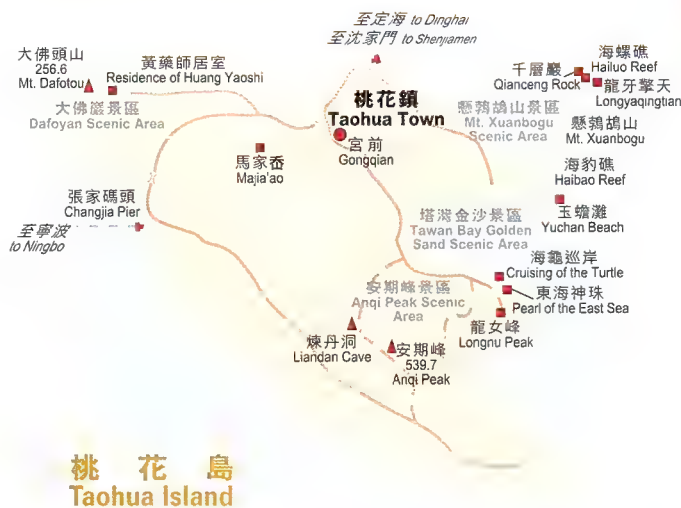 至定海 to Dinghai
至沈家門 to Shenjiamen
大佛頭山
256.6
Mt. Dafotou
黃藥師居室
Residence of Huang Yaoshi
大佛巖景區
Dafoyan Scenic Area
桃花鎮
Taohua Town
宮前
Gongqian
馬家岙
Majia'ao
千層巖
Qianceng Rock
海螺礁
Hailuo Reef
龍牙擎天
Longyaqingtian
懸鵓鴣山景區
Mt. Xuanbogu
Scenic Area
懸鵓鴣山
Mt. Xuanbogu
海豹礁
Haibao Reef
玉蟾灘
Yuchan Beach
張家碼頭
Changjia Pier
至寧波
to Ningbo
塔灣金沙景區
Tawan Bay Golden
Sand Scenic Area
海龜巡岸
Cruising of the Turtle
東海神珠
Pearl of the East Sea
安期峰景區
Anqi Peak Scenic
Area
龍女峰
Longnu Peak
煉丹洞
Liandan Cave
安期峰
539.7
Anqi Peak
桃花島
Taohua Island